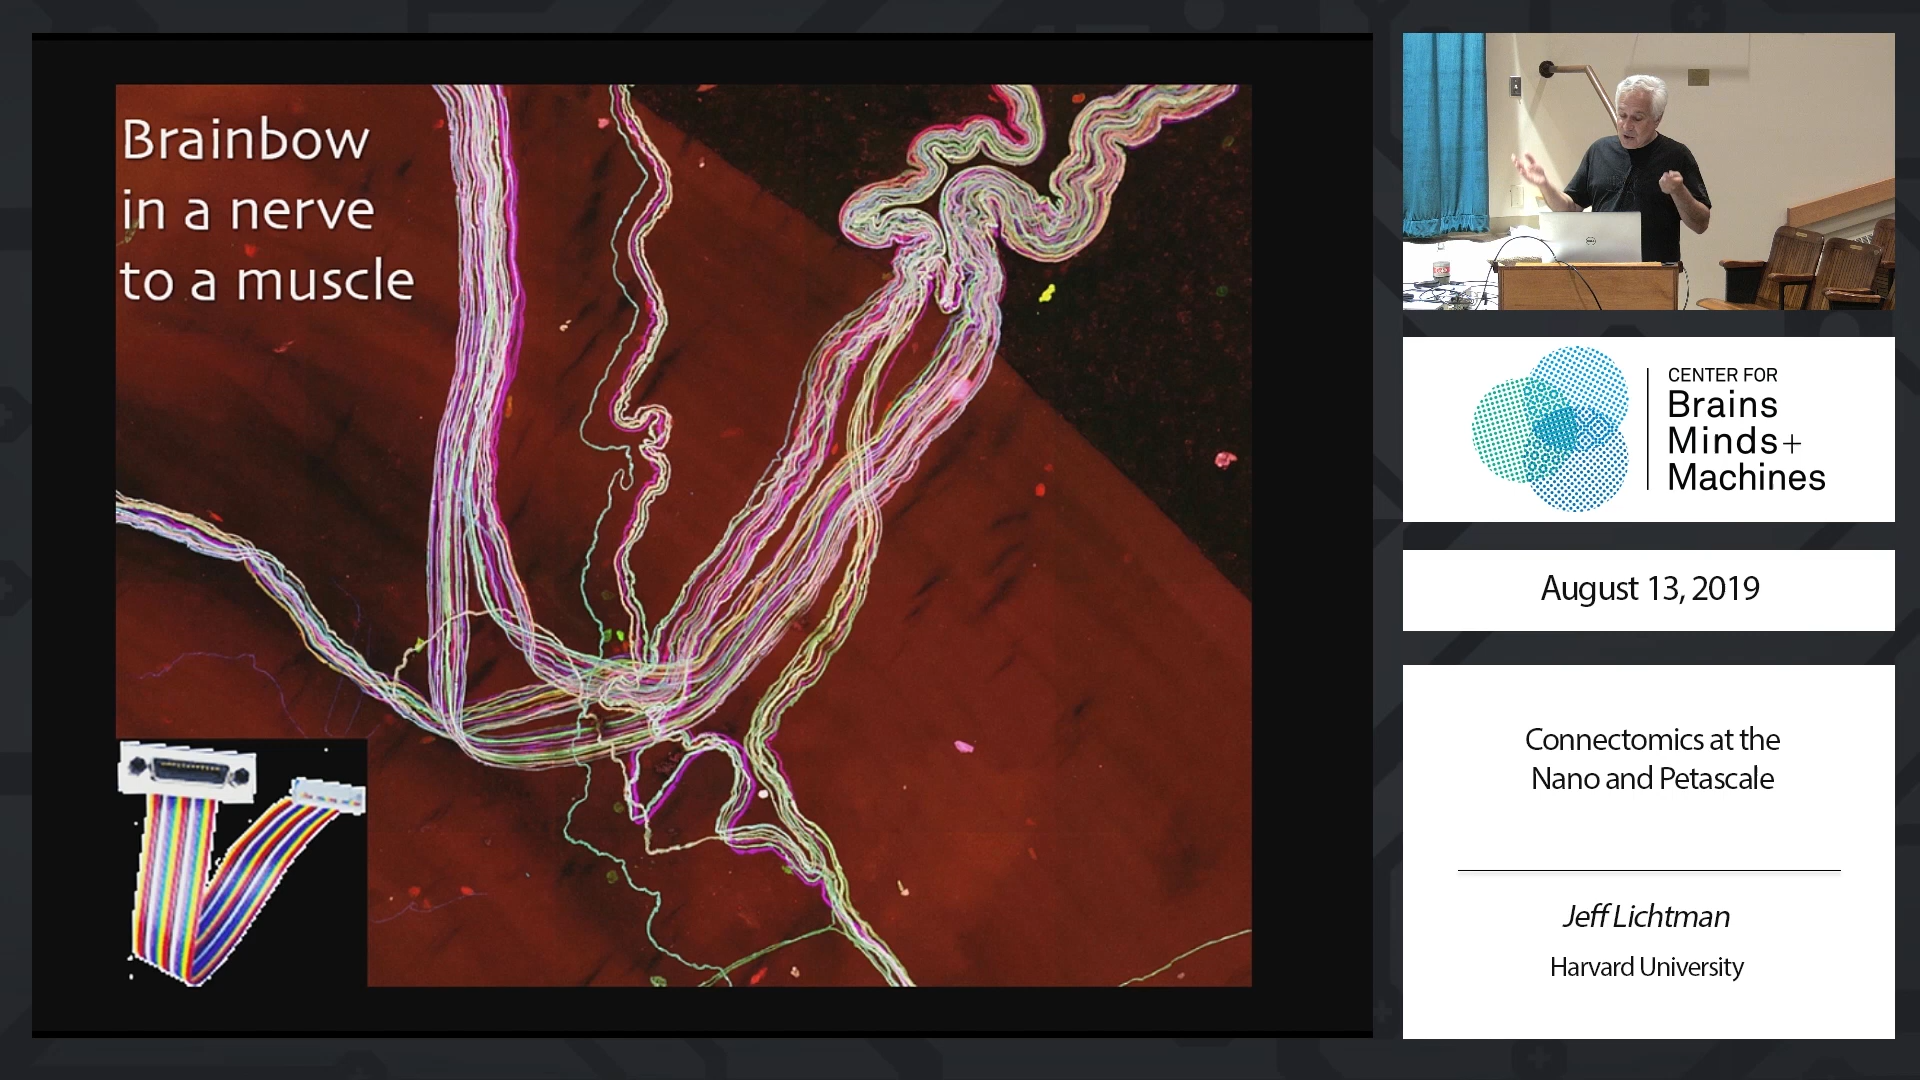 Brainbow
in a nerve
to a muscle
CENTER FOR
Brains
Minds+
Machines
August 13, 2019
Connectomics at the
Nano and Petascale
Jeff Lichtman
Harvard University